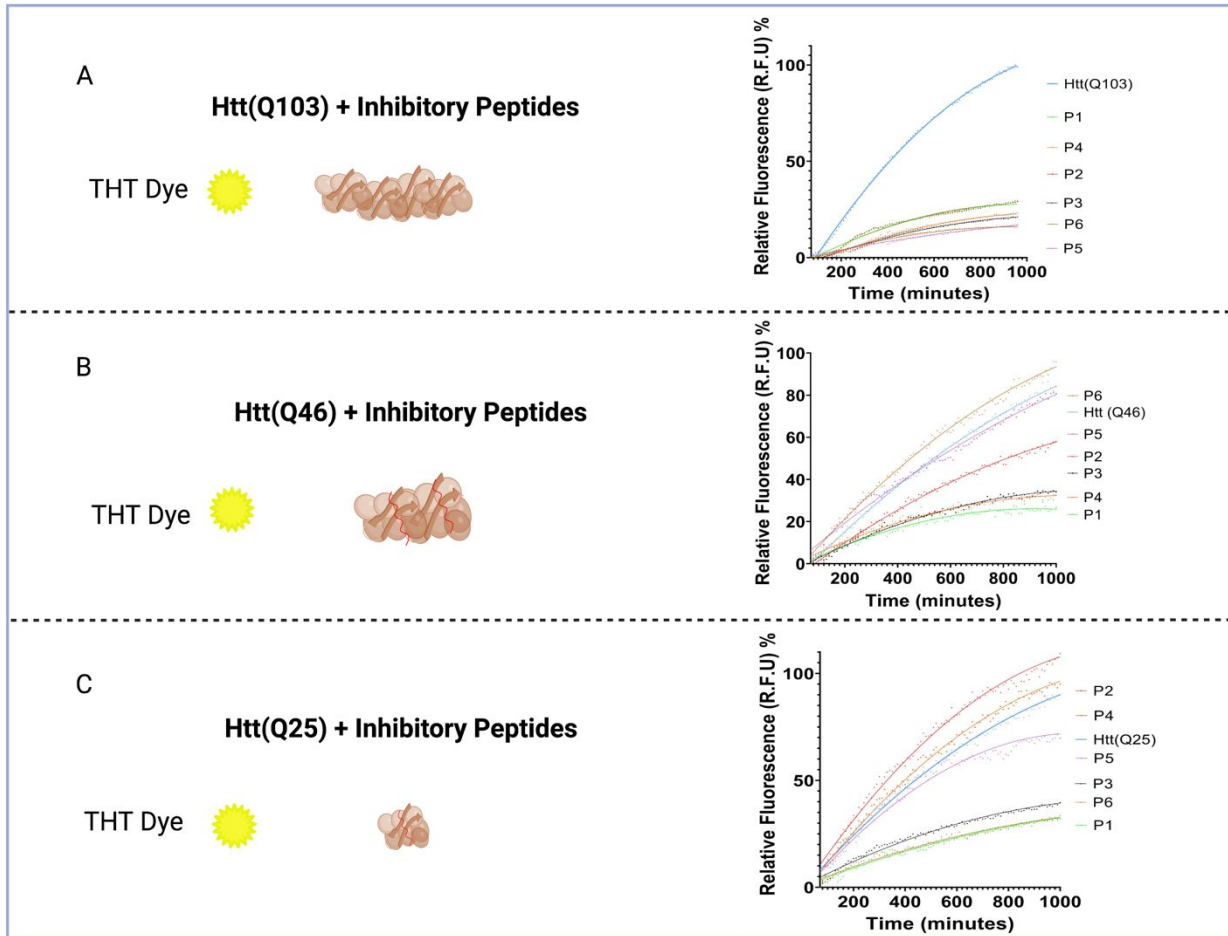 A
Htt(Q103) + Inhibitory Peptides
THT Dye
Relative Fluorescence (R.F.U) %
100
50
0
200 400 600 800 1000
Time (minutes)
Htt(Q103)
P1
P4
P2
P3
P6
P5
B
Htt(Q46) + Inhibitory Peptides
THT Dye
Relative Fluorescence (R.F.U) %
100
80
60
40
20
0
200 400 600 800 1000
Time (minutes)
P6
Htt (Q46)
P5
P2
P3
P4
P1
C
Htt(Q25) + Inhibitory Peptides
THT Dye
Relative Fluorescence (R.F.U) %
100
50
0
200 400 600 800 1000
Time (minutes)
P2
P4
Htt(Q25)
P5
P3
P6
P1